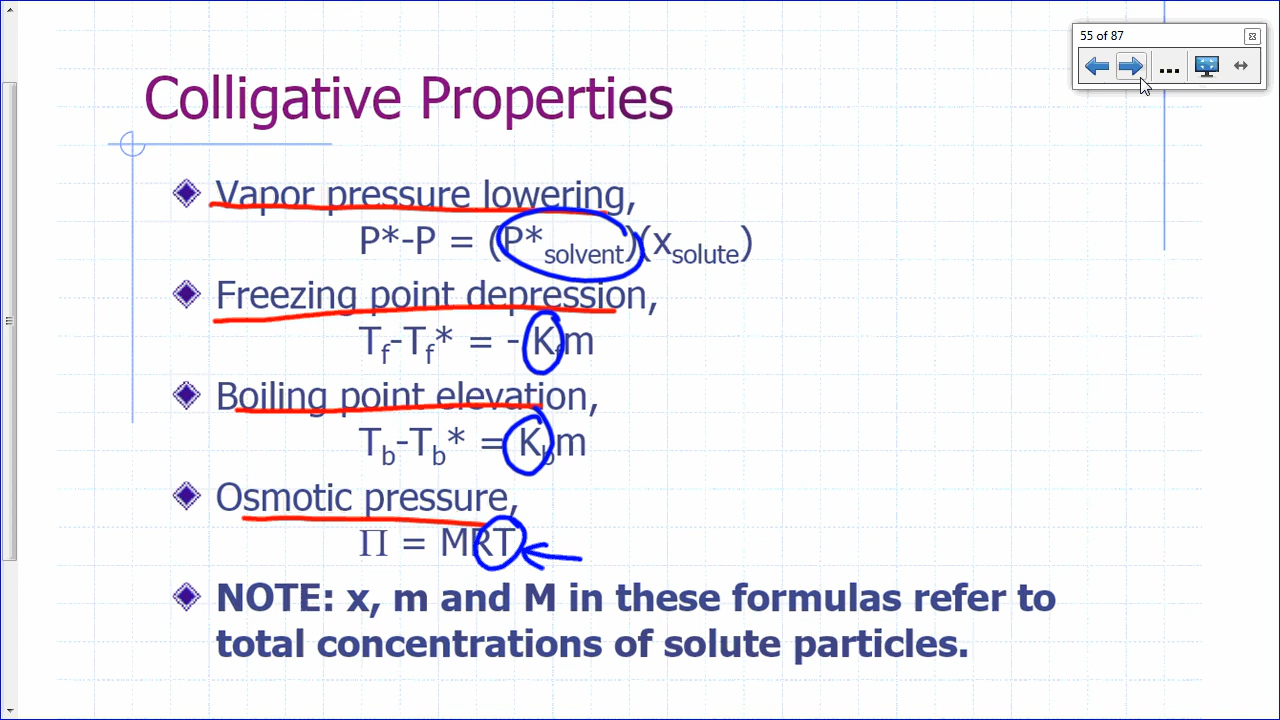 55 of 87
Colligative Properties
Vapor pressure lowering,
P*-P = (P*solvent)(xsolute)
Freezing point depression,
Tf-Tf* = - Kfm
Boiling point elevation,
Tb-Tb* = Kbm
Osmotic pressure,
Π = MRT
NOTE: x, m and M in these formulas refer to
total concentrations of solute particles.